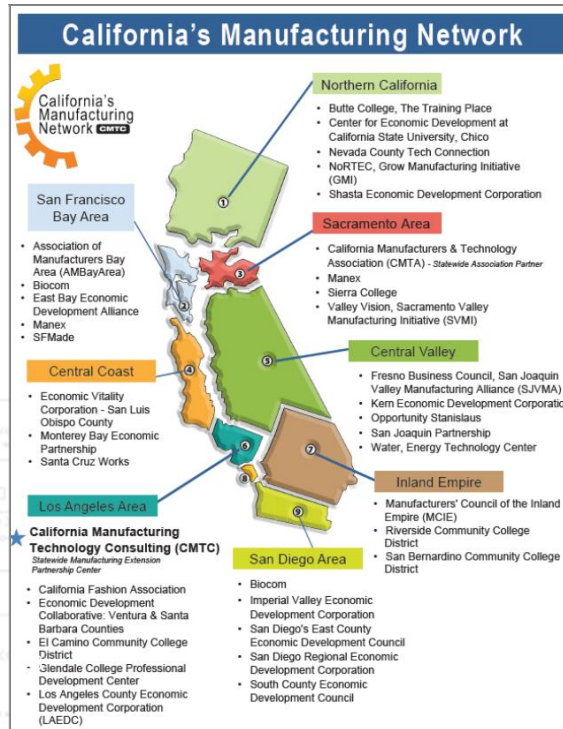 California's Manufacturing Network
California's
Manufacturing
Network CMTC
Northern California
• Butte College, The Training Place
• Center for Economic Development at
California State University, Chico
• Nevada County Tech Connection
• NoRTEC, Grow Manufacturing Initiative
(GMI)
• Shasta Economic Development Corporation
San Francisco
Bay Area
• Association of
Manufacturers Bay
Area (AMBayArea)
• Biocom
• East Bay Economic
Development Alliance
• Manex
• SFMade
Sacramento Area
• California Manufacturers & Technology
Association (CMTA) - Statewide Association Partner
• Manex
• Sierra College
• Valley Vision, Sacramento Valley
Manufacturing Initiative (SVMI)
Central Coast
• Economic Vitality
Corporation - San Luis
Obispo County
• Monterey Bay Economic
Partnership
• Santa Cruz Works
Central Valley
• Fresno Business Council, San Joaquin
Valley Manufacturing Alliance (SJVMA)
• Kern Economic Development Corporatio
• Opportunity Stanislaus
• San Joaquin Partnership
• Water, Energy Technology Center
1
2
3
4
5
6
7
8
9
Los Angeles Area
California Manufacturing
Technology Consulting (CMTC)
Statewide Manufacturing Extension
Partnership Center
• California Fashion Association
• Economic Development
Collaborative: Ventura & Santa
Barbara Counties
• El Camino Community College
District
• Glendale College Professional
Development Center
• Los Angeles County Economic
Development Corporation
(LAEDC)
San Diego Area
• Biocom
• Imperial Valley Economic
Development Corporation
• San Diego's East County
Economic Development Council
• San Diego Regional Economic
Development Corporation
• South County Economic
Development Council
Inland Empire
• Manufacturers' Council of the Inland
Empire (MCIE)
• Riverside Community College
District
• San Bernardino Community College
District